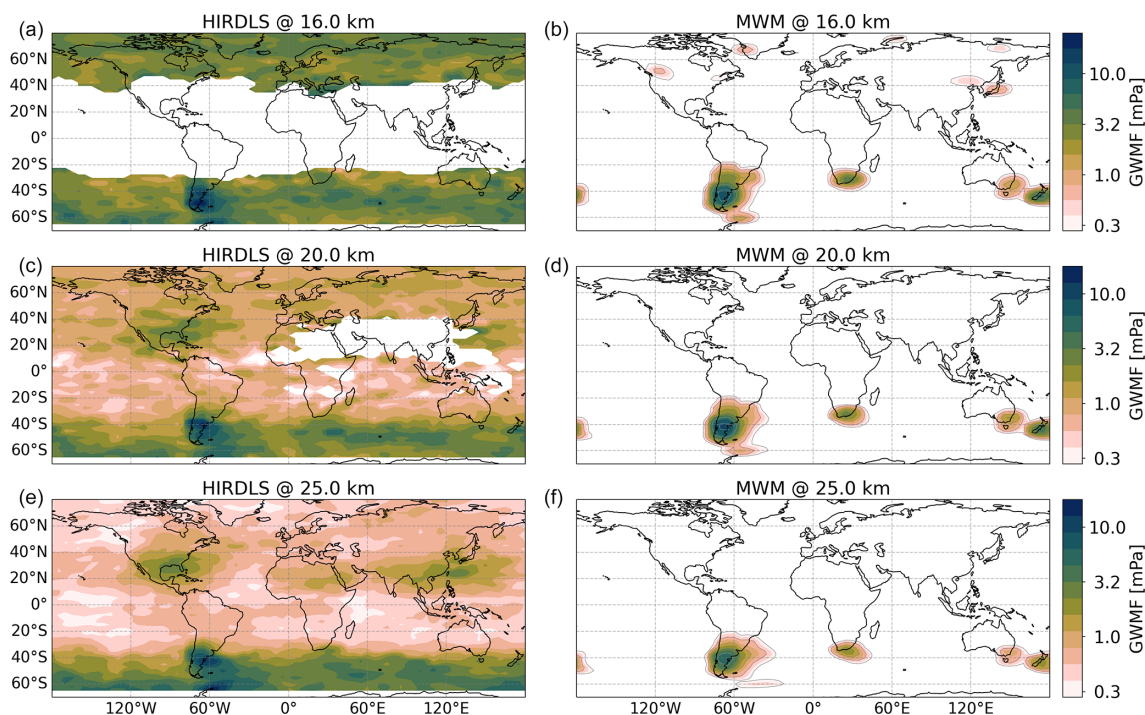 (a) HIRDLS @ 16.0 km
(b) MWM @ 16.0 km
60°N
40°N
20°N
0°
20°S
40°S
60°S
10.0
3.2
1.0
0.3
GWMF [mPa]
(c) HIRDLS @ 20.0 km
(d) MWM @ 20.0 km
60°N
40°N
20°N
0°
20°S
40°S
60°S
10.0
3.2
1.0
0.3
GWMF [mPa]
(e) HIRDLS @ 25.0 km
(f) MWM @ 25.0 km
60°N
40°N
20°N
0°
20°S
40°S
60°S
10.0
3.2
1.0
0.3
GWMF [mPa]
120°W 60°W 0° 60°E 120°E
120°W 60°W 0° 60°E 120°E